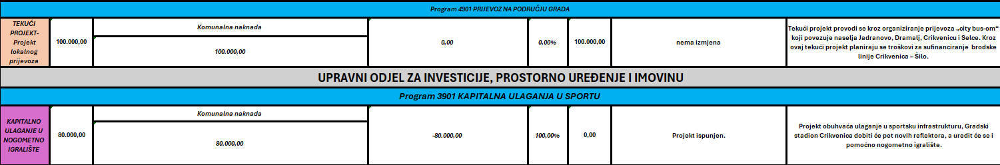 Program 4901 PRIJEVOZ NA PODRUČJU GRADA
TEKUĆI
PROJEKT-
Projekt
lokalnog
prijevoza
100.000,00
Komunalna naknada
100.000,00
0,00
0,00%
100.000,00
nema izmjena
Tekući projekt provodi se kroz organiziranje prijevoza „city bus-om“
koji povezuje naselja Jadranovo, Dramalj, Crikvenicu i Selce. Kroz
ovaj tekući projekt planiraju se troškovi za sufinanciranje brodske
linije Crikvenica – Šilo.
UPRAVNI ODJEL ZA INVESTICIJE, PROSTORNO UREĐENJE I IMOVINU
Program 3901 KAPITALNA ULAGANJA U SPORTU
KAPITALNO
ULAGANJE U
NOGOMETNO
IGRALIŠTE
80.000,00
Komunalna naknada
80.000,00
-80.000,00
100,00%
0,00
Projekt ispunjen.
Projekt obuhvaća ulaganje u sportsku infrastrukturu, Gradski
stadion Crikvenica dobiti će pet novih reflektora, a uredit će se i
pomoćno nogometno igralište.